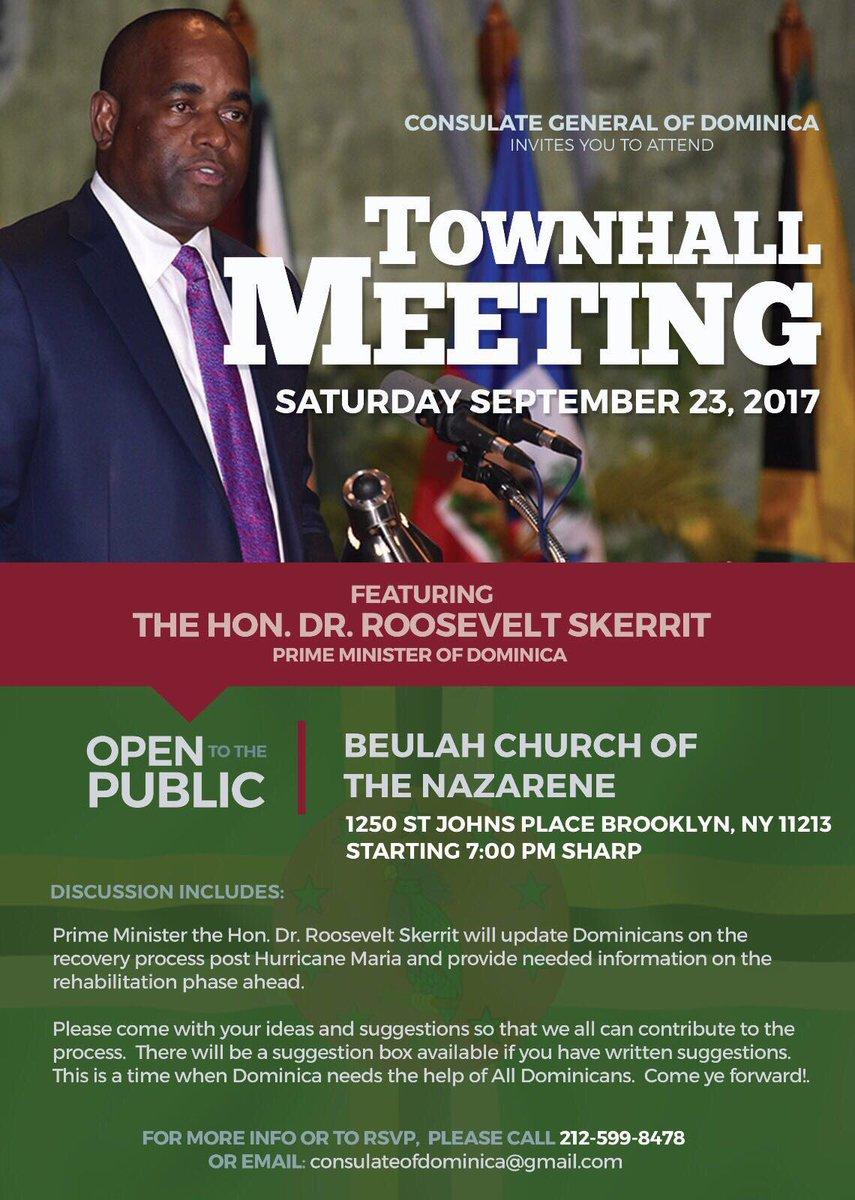 CONSULATE GENERAL OF DOMINICA
INVITES YOU TO ATTEND
TOWNHALL
MEETING
SATURDAY SEPTEMBER 23, 2017
FEATURING
THE HON. DR. ROOSEVELT SKERRIT
PRIME MINISTER OF DOMINICA
OPEN TO THE
PUBLIC
BEULAH CHURCH OF
THE NAZARENE
1250 ST JOHNS PLACE BROOKLYN, NY 11213
STARTING 7:00 PM SHARP
DISCUSSION INCLUDES:
Prime Minister the Hon. Dr. Roosevelt Skerrit will update Dominicans on the
recovery process post Hurricane Maria and provide needed information on the
rehabilitation phase ahead.
Please come with your ideas and suggestions so that we all can contribute to the
process. There will be a suggestion box available if you have written suggestions.
This is a time when Dominica needs the help of All Dominicans. Come ye forward!.
FOR MORE INFO OR TO RSVP, PLEASE CALL 212-599-8478
OR EMAIL: consulateofdominica@gmail.com